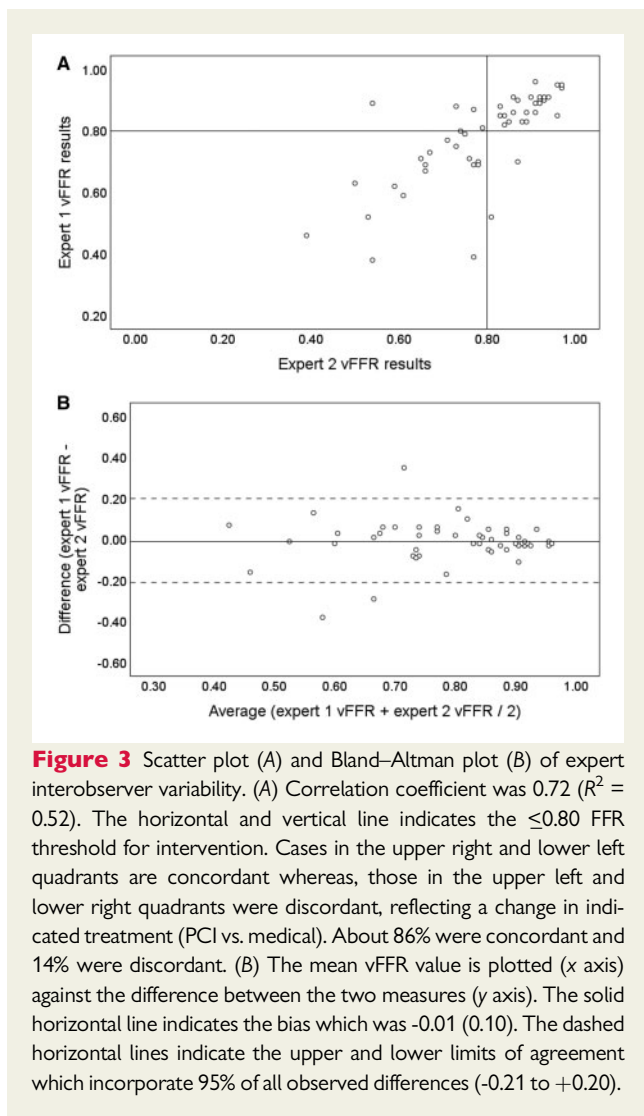 A
1.00
0.80
0.60
0.40
0.20
Expert 1 vFFR results
0.00 0.20 0.40 0.60 0.80 1.00
Expert 2 vFFR results
B
0.60
0.40
0.20
0.00
-0.20
-0.40
-0.60
Difference (expert 1 vFFR -
expert 2 vFFR)
0.30 0.40 0.50 0.60 0.70 0.80 0.90 1.00
Average (expert 1 vFFR + expert 2 vFFR / 2)
Figure 3 Scatter plot (A) and Bland–Altman plot (B) of expert
interobserver variability. (A) Correlation coefficient was 0.72 (R² =
0.52). The horizontal and vertical line indicates the ≤0.80 FFR
threshold for intervention. Cases in the upper right and lower left
quadrants are concordant whereas, those in the upper left and
lower right quadrants were discordant, reflecting a change in indi-
cated treatment (PCI vs. medical). About 86% were concordant and
14% were discordant. (B) The mean vFFR value is plotted (x axis)
against the difference between the two measures (y axis). The solid
horizontal line indicates the bias which was -0.01 (0.10). The dashed
horizontal lines indicate the upper and lower limits of agreement
which incorporate 95% of all observed differences (-0.21 to +0.20).